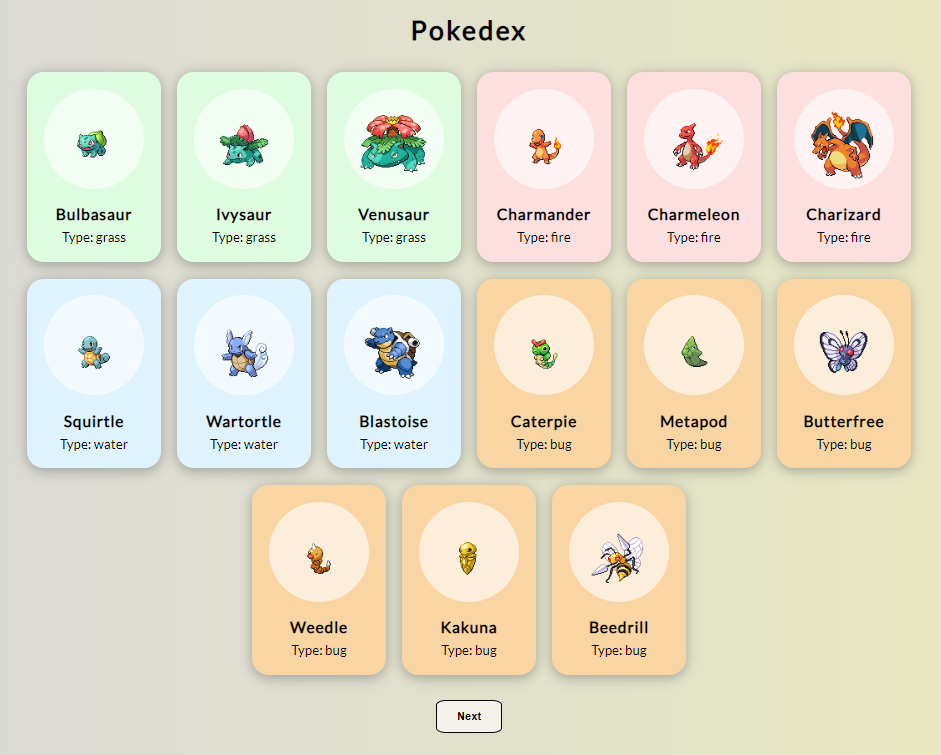 Pokedex
Bulbasaur
Type: grass
Ivysaur
Type: grass
Venusaur
Type: grass
Charmander
Type: fire
Charmeleon
Type: fire
Charizard
Type: fire
Squirtle
Type: water
Wartortle
Type: water
Blastoise
Type: water
Caterpie
Type: bug
Metapod
Type: bug
Butterfree
Type: bug
Weedle
Type: bug
Kakuna
Type: bug
Beedrill
Type: bug
Next